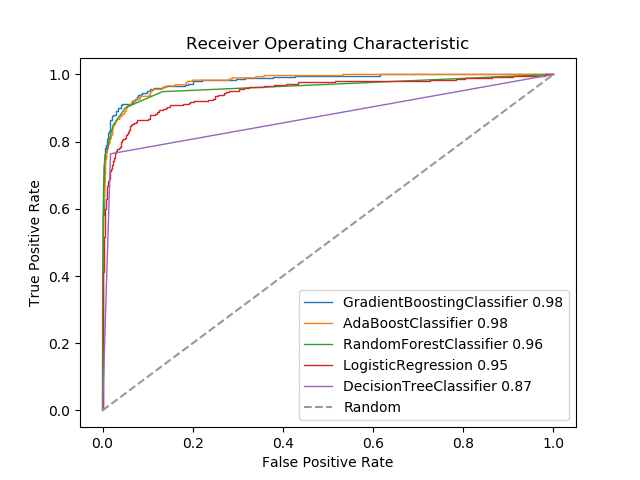 Receiver Operating Characteristic
True Positive Rate
1.0
0.8
0.6
0.4
0.2
0.0
GradientBoostingClassifier 0.98
AdaBoostClassifier 0.98
RandomForestClassifier 0.96
LogisticRegression 0.95
DecisionTreeClassifier 0.87
Random
0.0 0.2 0.4 0.6 0.8 1.0
False Positive Rate